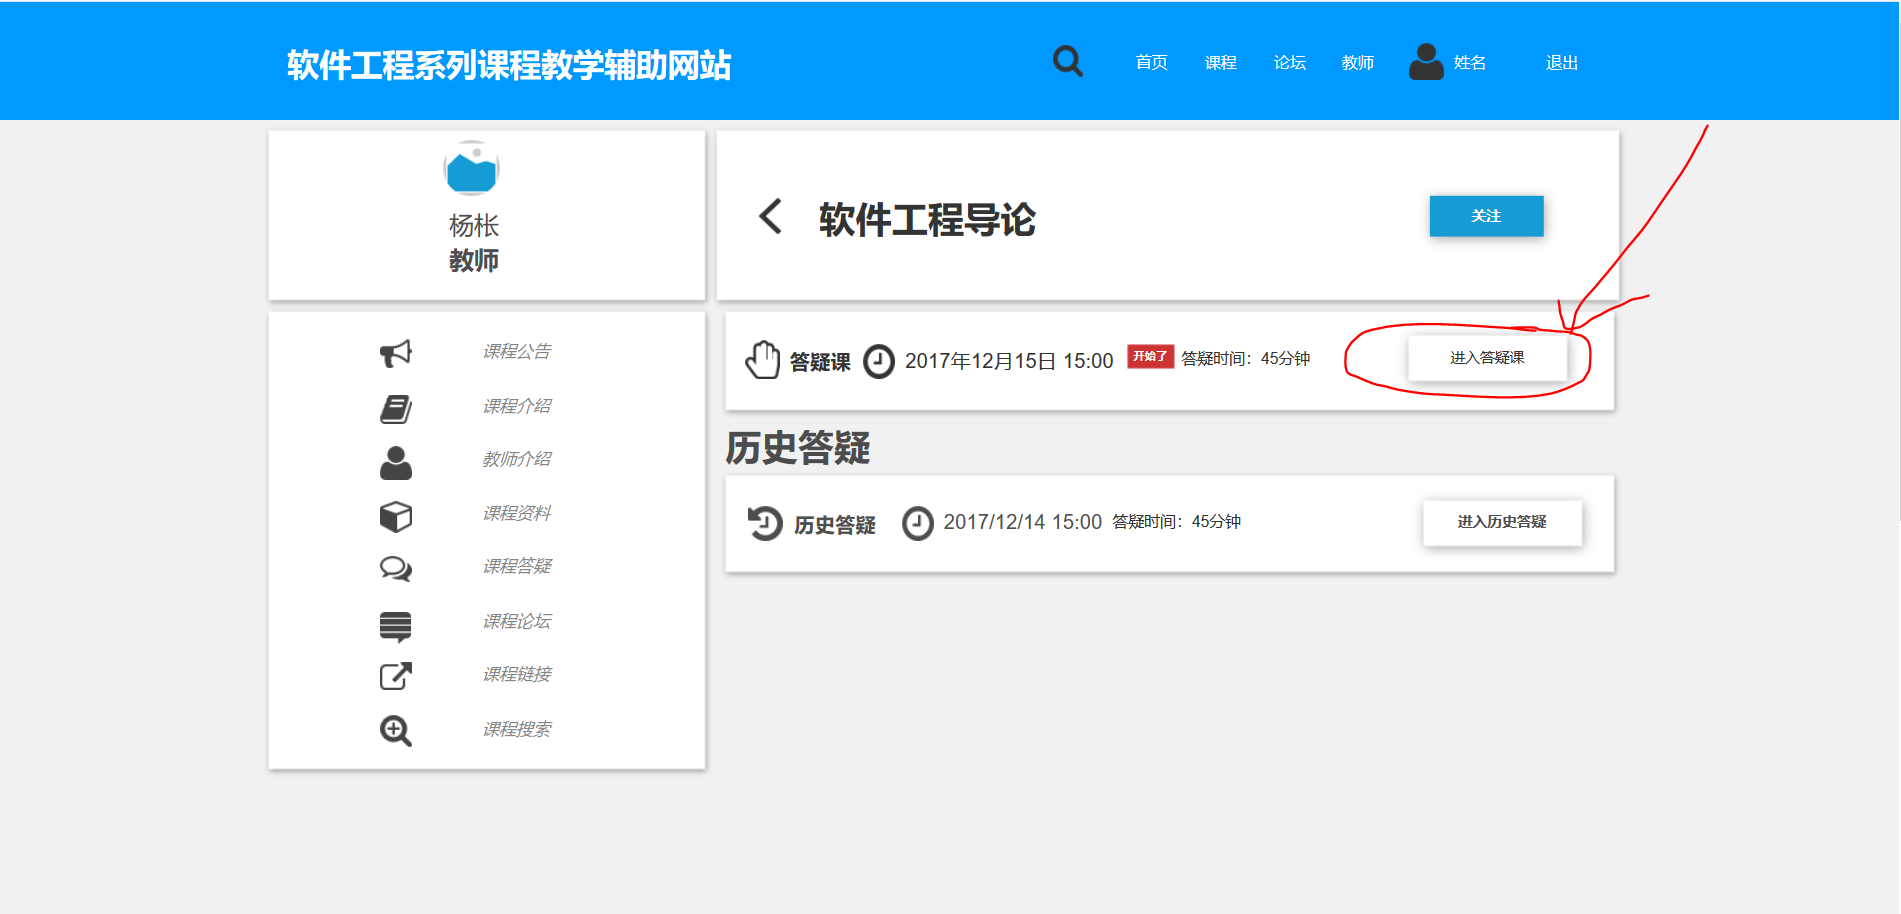 软件工程系列课程教学辅助网站
首页 课程 论坛 教师 姓名 退出
杨枨
教师
软件工程导论
关注
课程公告
课程介绍
教师介绍
课程资料
课程答疑
课程论坛
课程链接
课程搜索
答疑课 2017年12月15日 15:00 开始了 答疑时间：45分钟 进入答疑课
历史答疑
历史答疑 2017/12/14 15:00 答疑时间：45分钟 进入历史答疑